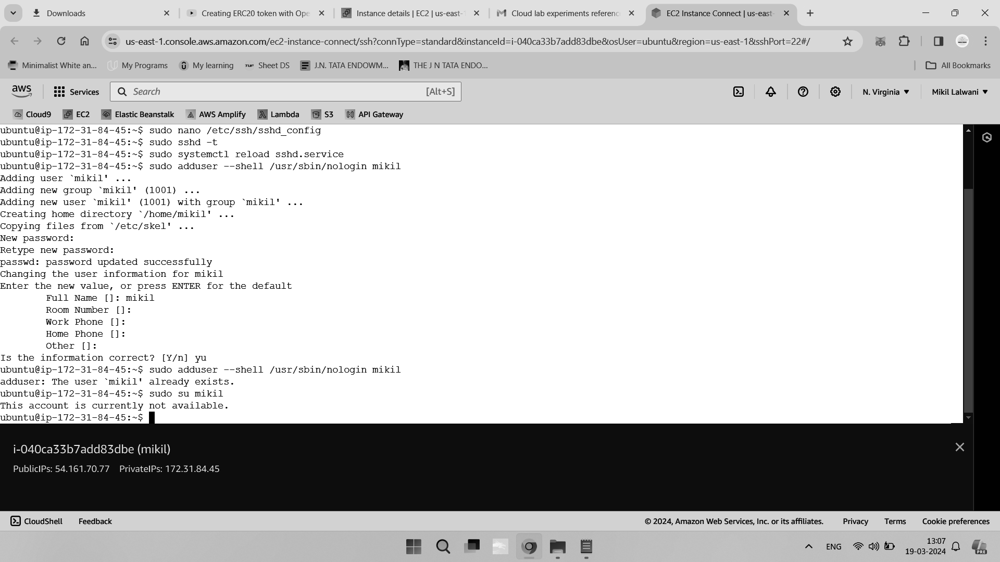 Downloads
Creating ERC20 token with Ope
Instance details | EC2 | us-east-1
Cloud lab experiments reference
EC2 Instance Connect | us-east-
us-east-1.console.aws.amazon.com/ec2-instance-connect/ssh?connType=standard&instanceId=i-040ca33b7add83dbe&osUser=ubuntu&region=us-east-1&sshPort=22#/
Minimalist White an...
My Programs
My learning
TUF Sheet DS
J.N. TATA ENDOWM...
THE J N TATA ENDO...
All Bookmarks
aws
Services
Search
[Alt+S]
N. Virginia
Mikil Lalwani
Cloud9
EC2
Elastic Beanstalk
AWS Amplify
Lambda
S3
API Gateway
ubuntu@ip-172-31-84-45:~$ sudo nano /etc/ssh/sshd_config
ubuntu@ip-172-31-84-45:~$ sudo sshd -t
ubuntu@ip-172-31-84-45:~$ sudo systemctl reload sshd.service
ubuntu@ip-172-31-84-45:~$ sudo adduser --shell /usr/sbin/nologin mikil
Adding user `mikil' ...
Adding new group `mikil' (1001) ...
Adding new user `mikil' (1001) with group `mikil' ...
Creating home directory `/home/mikil' ...
Copying files from `/etc/skel' ...
New password:
Retype new password:
passwd: password updated successfully
Changing the user information for mikil
Enter the new value, or press ENTER for the default
Full Name []: mikil
Room Number []:
Work Phone []:
Home Phone []:
Other []:
Is the information correct? [Y/n] yu
ubuntu@ip-172-31-84-45:~$ sudo adduser --shell /usr/sbin/nologin mikil
adduser: The user `mikil' already exists.
ubuntu@ip-172-31-84-45:~$ sudo su mikil
This account is currently not available.
ubuntu@ip-172-31-84-45:~$
i-040ca33b7add83dbe (mikil)
PublicIPs: 54.161.70.77 PrivateIPs: 172.31.84.45
CloudShell
Feedback
© 2024, Amazon Web Services, Inc. or its affiliates.
Privacy
Terms
Cookie preferences
ENG
13:07
19-03-2024
PRE